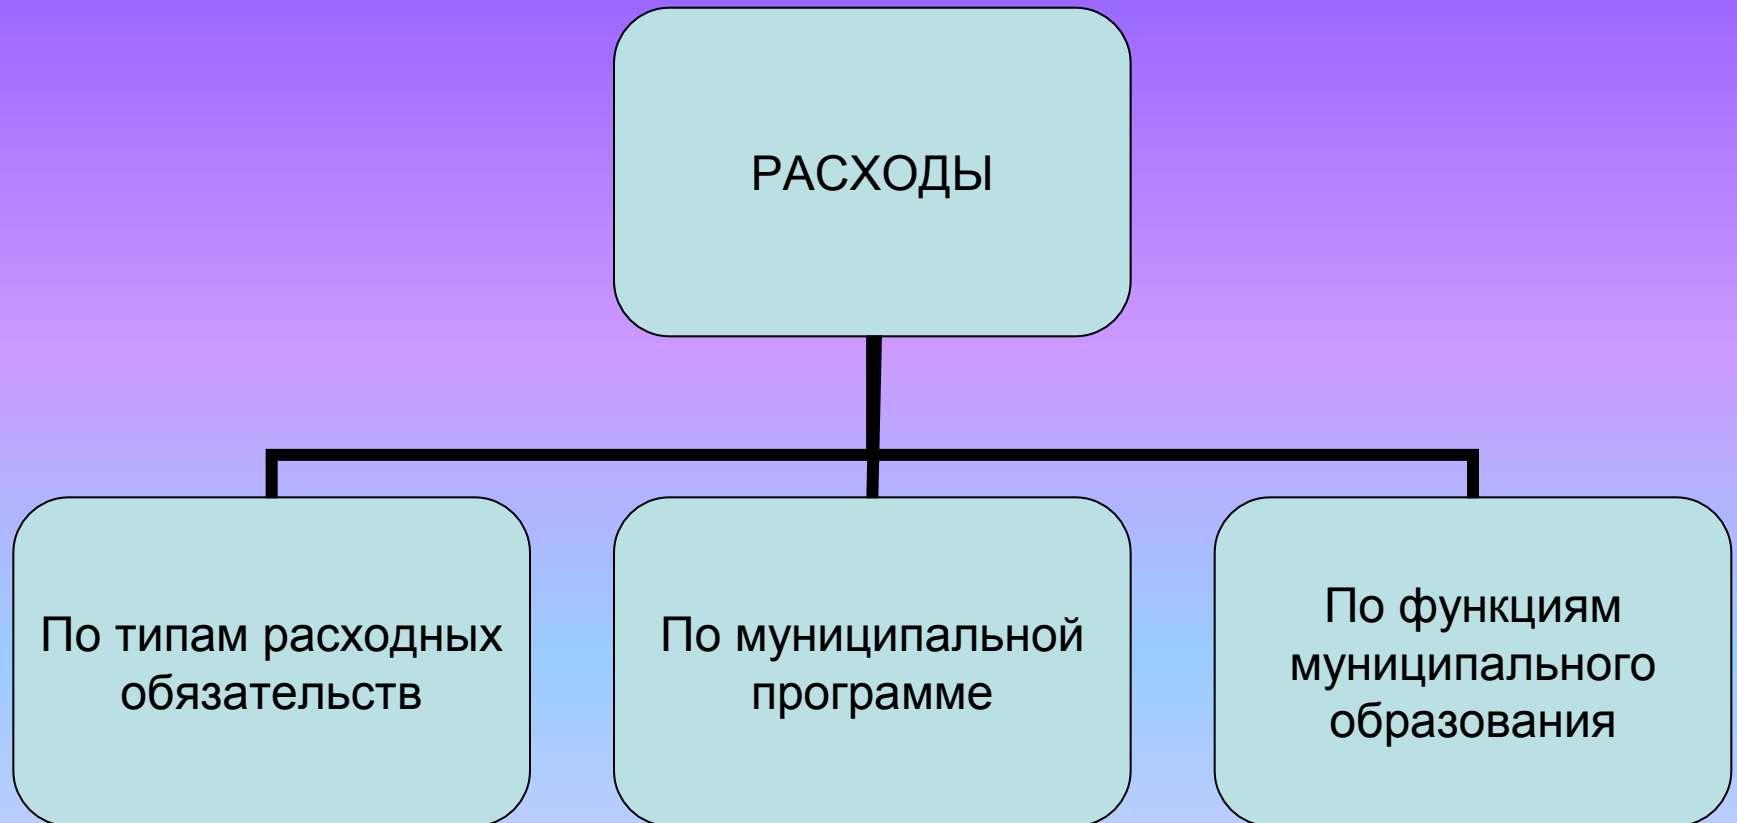 РАСХОДЫ
По типам расходных
обязательств
По муниципальной
программе
По функциям
муниципального
образования